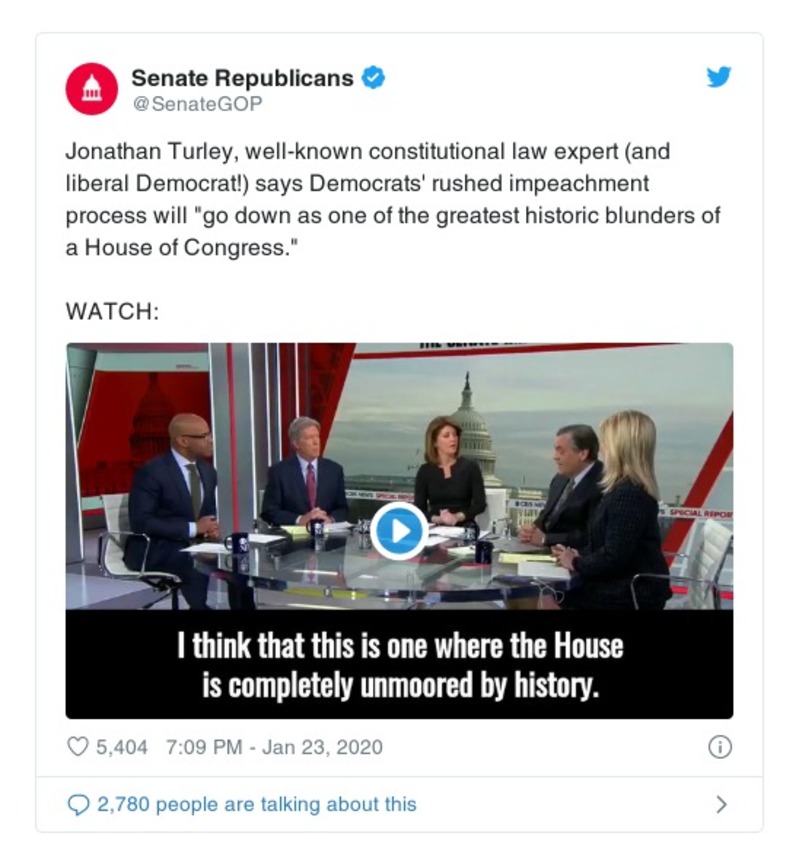 Senate Republicans
@SenateGOP
Jonathan Turley, well-known constitutional law expert (and
liberal Democrat!) says Democrats' rushed impeachment
process will "go down as one of the greatest historic blunders of
a House of Congress."
WATCH:
SPECIAL REPORT
I think that this is one where the House
is completely unmoored by history.
5,404 7:09 PM - Jan 23, 2020
2,780 people are talking about this